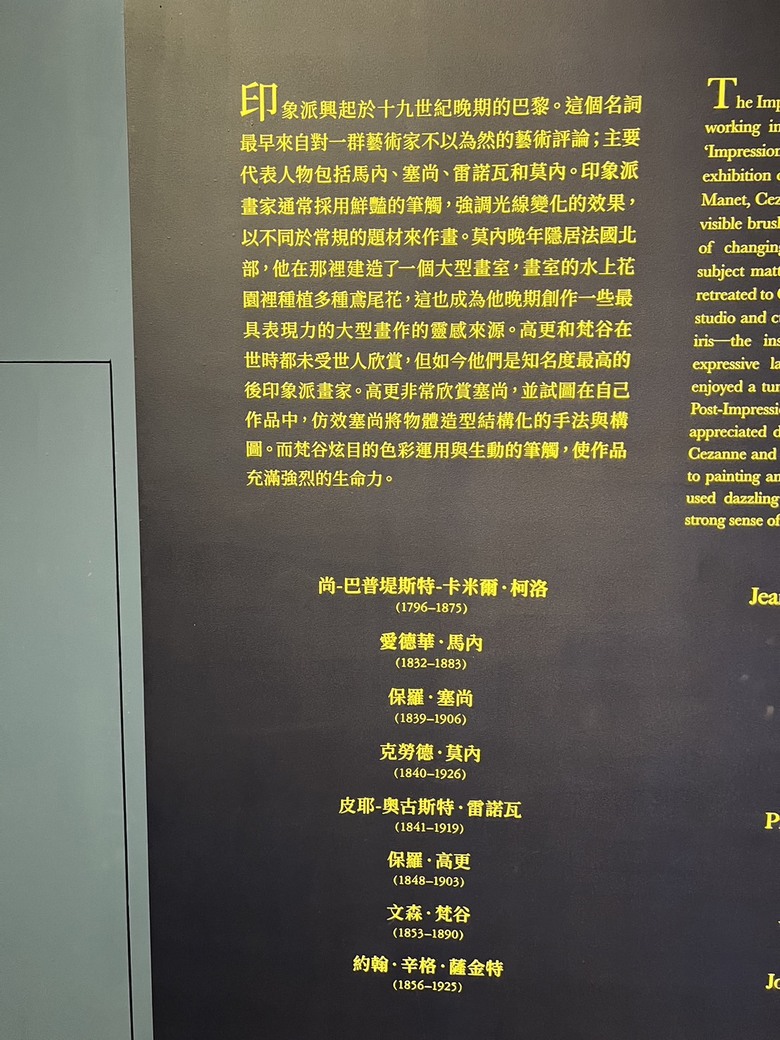 印象派興起於十九世紀晚期的巴黎。這個名詞
最早來自對一群藝術家不以為然的藝術評論；主要
代表人物包括馬內、塞尚、雷諾瓦和莫內。印象派
畫家通常採用鮮豔的筆觸，強調光線變化的效果，
以不同於常規的題材來作畫。莫內晚年隱居法國北
部，他在那裡建造了一個大型畫室，畫室的水上花
園裡種植多種鳶尾花，這也成為他晚期創作一些最
具表現力的大型畫作的靈感來源。高更和梵谷在
世時都未受世人欣賞，但如今他們是知名度最高的
後印象派畫家。高更非常欣賞塞尚，並試圖在自己
作品中，仿效塞尚將物體造型結構化的手法與構
圖。而梵谷炫目的色彩運用與生動的筆觸，使作品
充滿強烈的生命力。
尚-巴普堤斯特-卡米爾·柯洛
(1796–1875)
愛德華·馬內
(1832–1883)
保羅·塞尚
(1839–1906)
克勞德·莫內
(1840–1926)
皮耶-奧古斯特·雷諾瓦
(1841–1919)
保羅·高更
(1848–1903)
文森·梵谷
(1853–1890)
約翰·辛格·薩金特
(1856–1925)
The Imp
working in
‘Impression
exhibition
Manet, Cez
visible brus
of changing
subject matt
retreated to
studio and c
iris—the ins
expressive la
enjoyed a tur
Post-Impressi
appreciated d
Cezanne and
to painting an
used dazzling
strong sense of
Jea
P
Jo